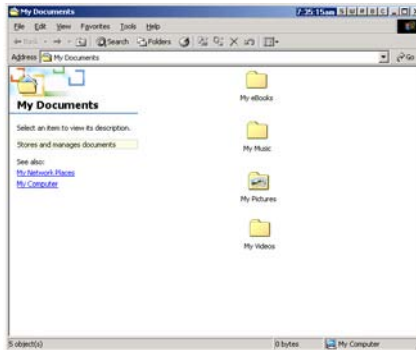 My Documents
7:35:15am
File Edit View Favorites Tools Help
Back Search Folders
Address My Documents Go
My Documents
Select an item to view its description.
Stores and manages documents
See also:
My Network Places
My Computer
My eBooks
My Music
My Pictures
My Videos
5 object(s) 0 bytes My Computer